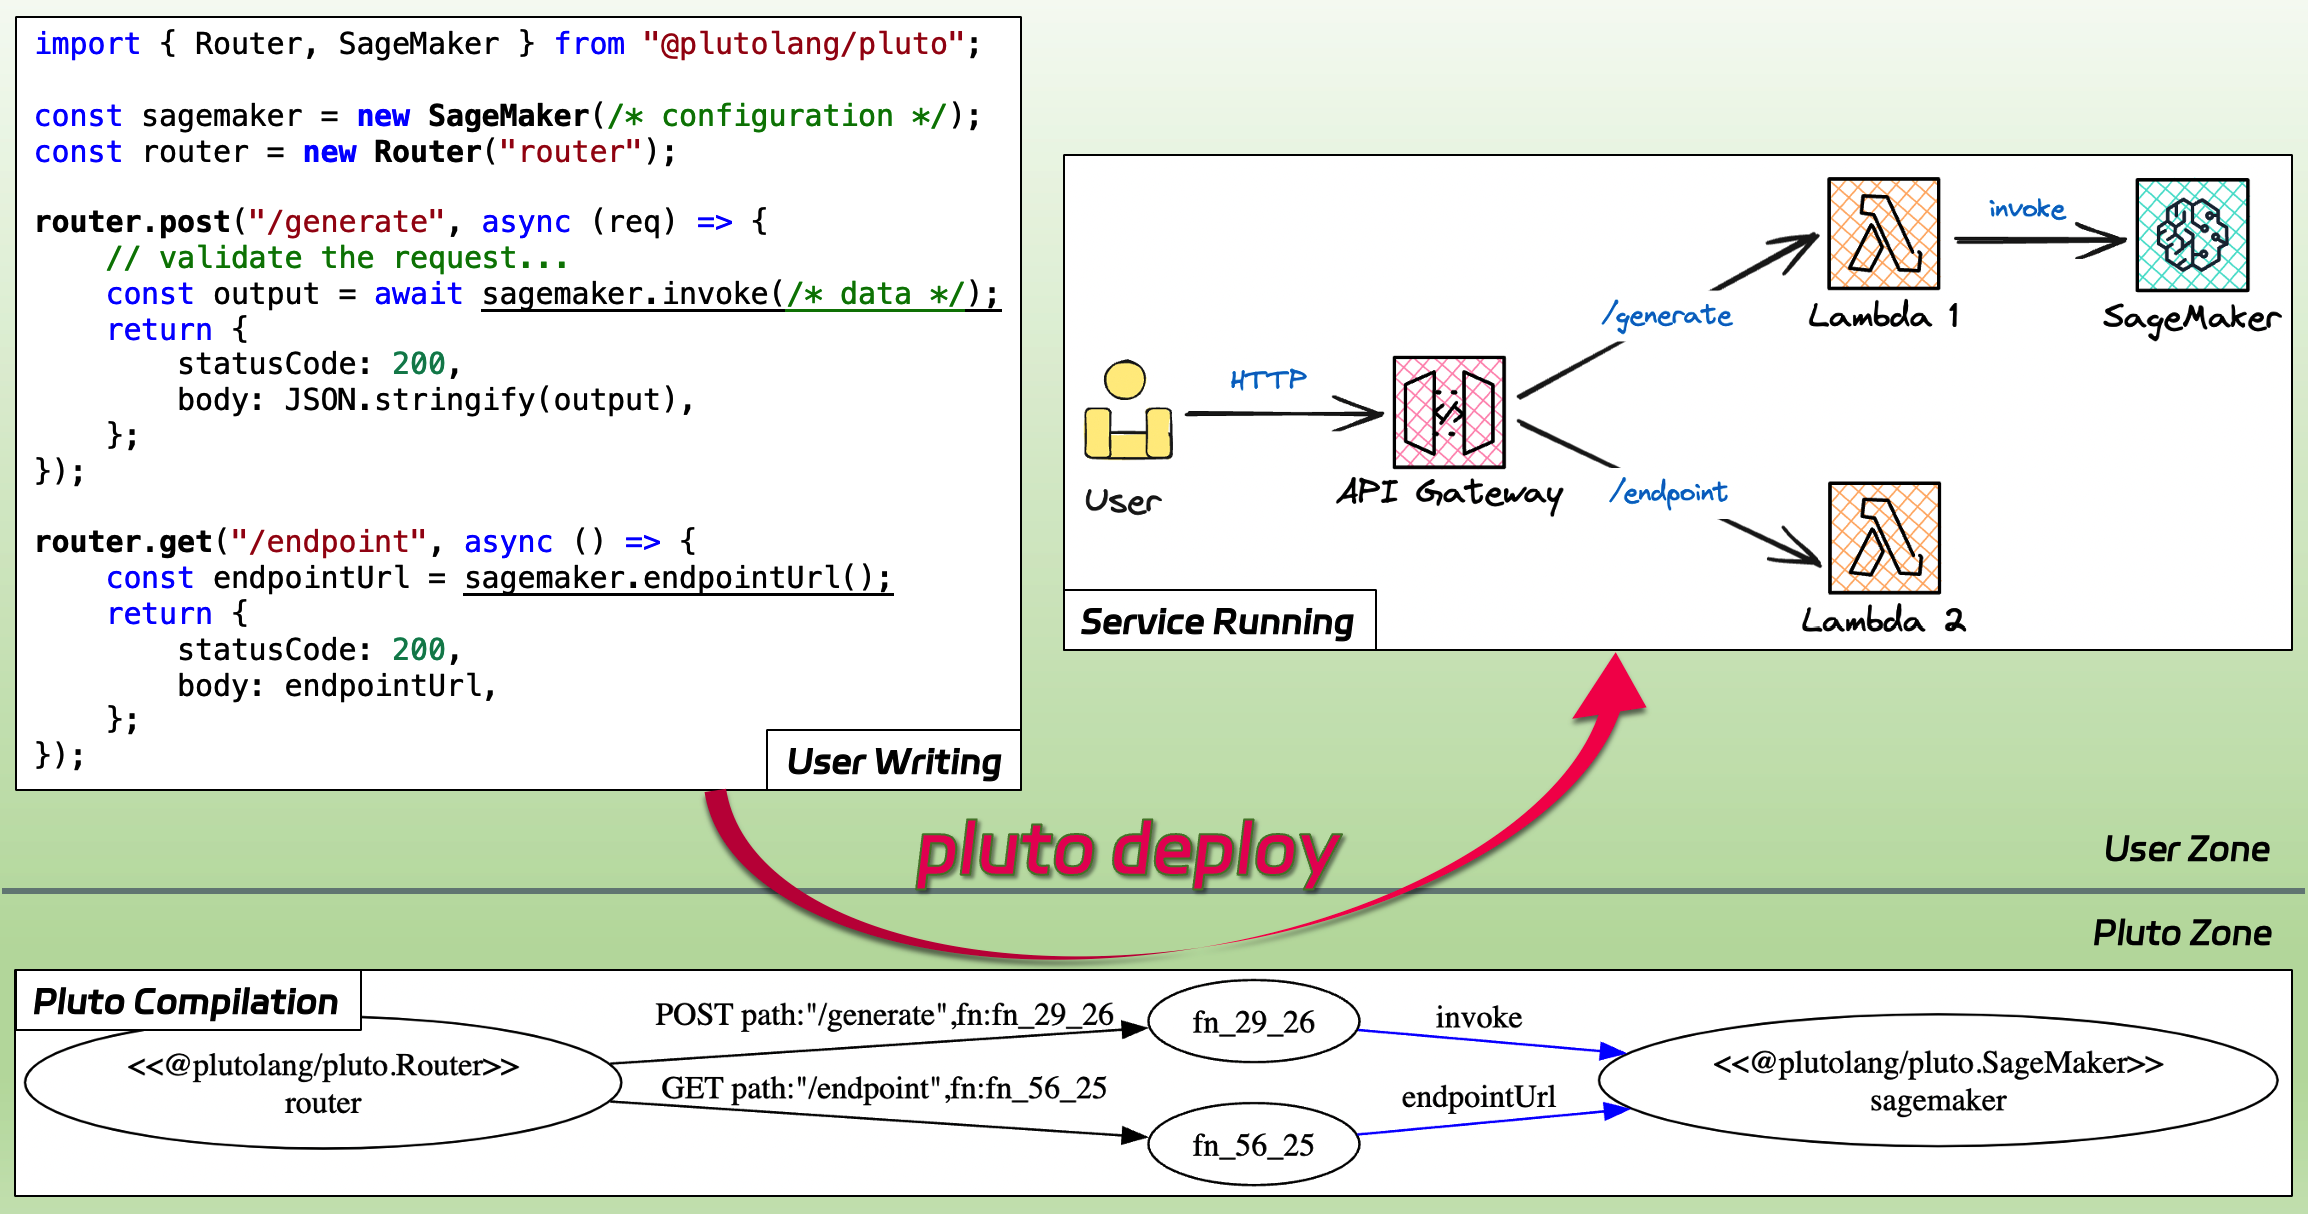 import { Router, SageMaker } from "@plutolang/pluto";
const sagemaker = new SageMaker(/* configuration */);
const router = new Router("router");
router.post("/generate", async (req) => {
    // validate the request...
    const output = await sagemaker.invoke(/* data */);
    return {
        statusCode: 200,
        body: JSON.stringify(output),
    };
});
router.get("/endpoint", async () => {
    const endpointUrl = sagemaker.endpointUrl();
    return {
        statusCode: 200,
        body: endpointUrl,
    };
});
User Writing
invoke
/generate
Lambda 1
SageMaker
HTTP
User
API Gateway
/endpoint
Lambda 2
Service Running
pluto deploy
User Zone
Pluto Zone
Pluto Compilation
<<@plutolang/pluto.Router>>
router
POST path:"/generate",fn:fn_29_26
GET path:"/endpoint",fn:fn_56_25
fn_29_26
fn_56_25
invoke
endpointUrl
<<@plutolang/pluto.SageMaker>>
sagemaker